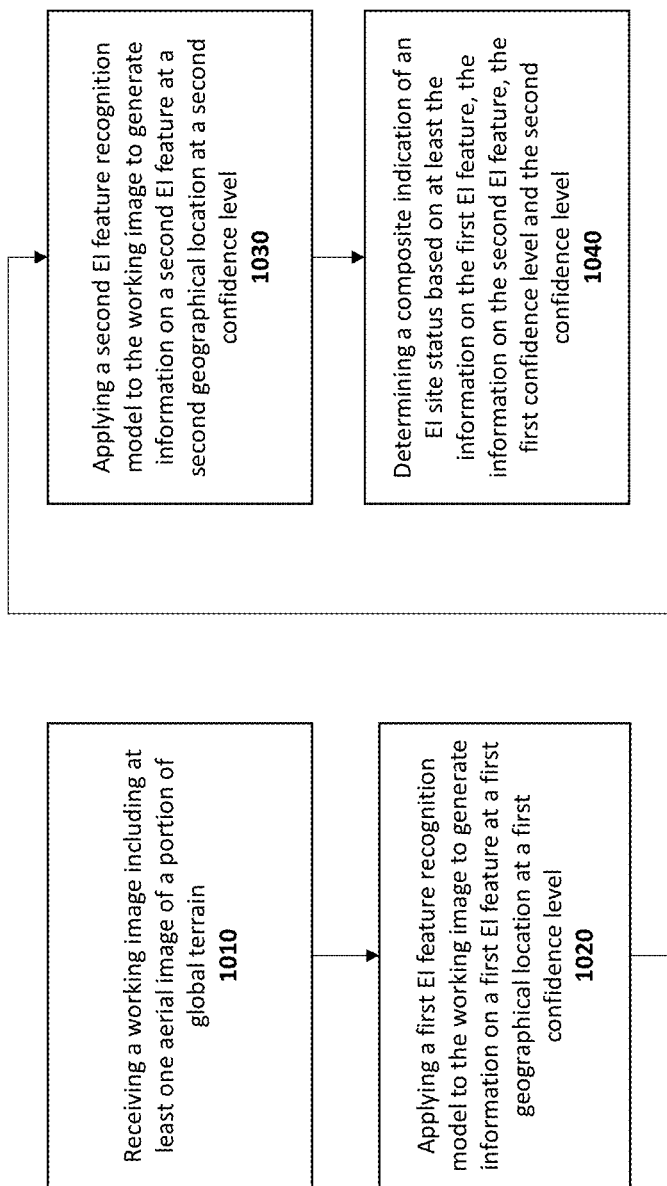 Receiving a working image including at
least one aerial image of a portion of
global terrain
1010
Applying a first EI feature recognition
model to the working image to generate
information on a first EI feature at a first
geographical location at a first
confidence level
1020
Applying a second EI feature recognition
model to the working image to generate
information on a second EI feature at a
second geographical location at a second
confidence level
1030
Determining a composite indication of an
EI site status based on at least the
information on the first EI feature, the
information on the second EI feature, the
first confidence level and the second
confidence level
1040